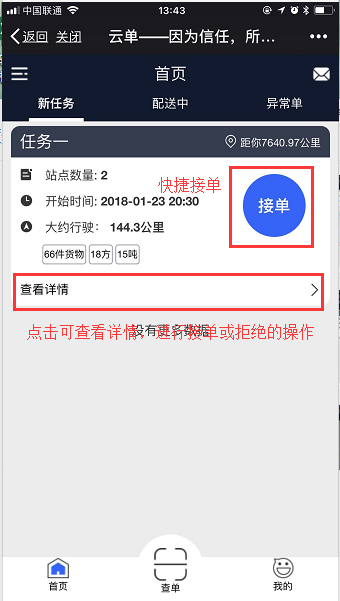 中国联通 13:43
返回 关闭 云单——因为信任，所...
首页
新任务 配送中 异常单
任务一 距你7640.97公里
站点数量: 2
快捷接单
接单
开始时间: 2018-01-23 20:30
大约行驶: 144.3公里
66件货物 18方 15吨
查看详情
没有更多数据
点击可查看详情，进行接单或拒绝的操作
首页 查单 我的